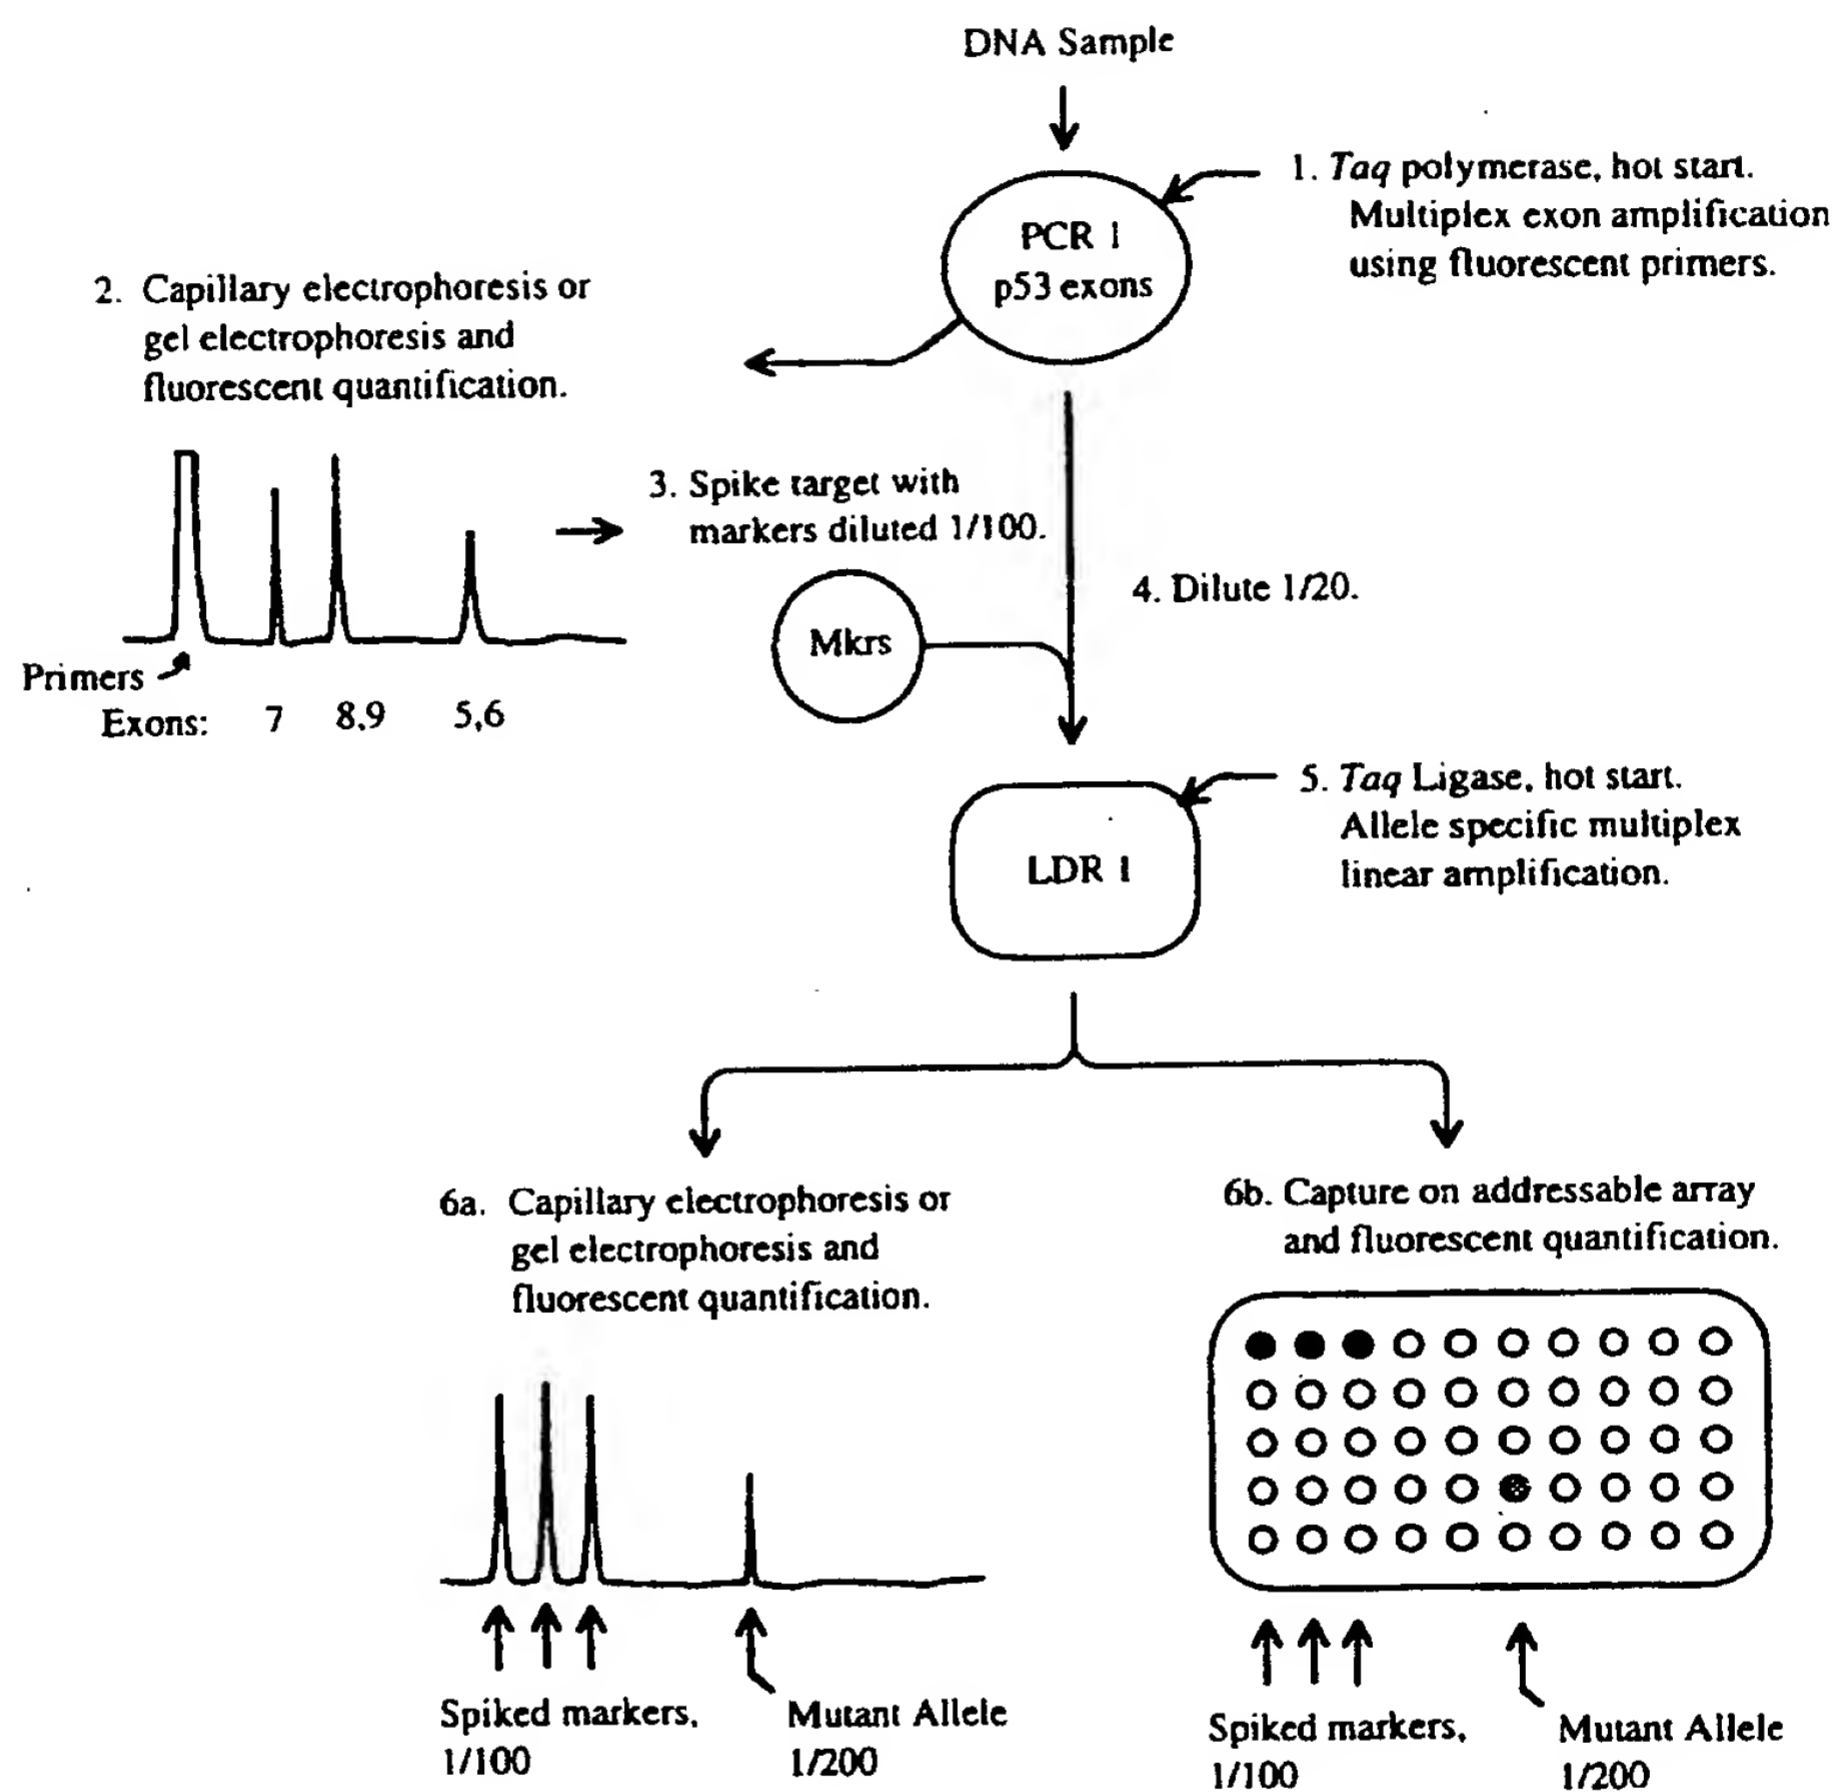 DNA Sample
1. Taq polymerase, hot start.
Multiplex exon amplification
using fluorescent primers.
PCR 1
p53 exons
2. Capillary electrophoresis or
gel electrophoresis and
fluorescent quantification.
3. Spike target with
markers diluted 1/100.
4. Dilute 1/20.
Mkrs
Primers
Exons: 7 8,9 5,6
5. Taq Ligase, hot start.
Allele specific multiplex
linear amplification.
LDR 1
6a. Capillary electrophoresis or
gel electrophoresis and
fluorescent quantification.
6b. Capture on addressable array
and fluorescent quantification.
Spiked markers,
1/100
Mutant Allele
1/200
Spiked markers,
1/100
Mutant Allele
1/200